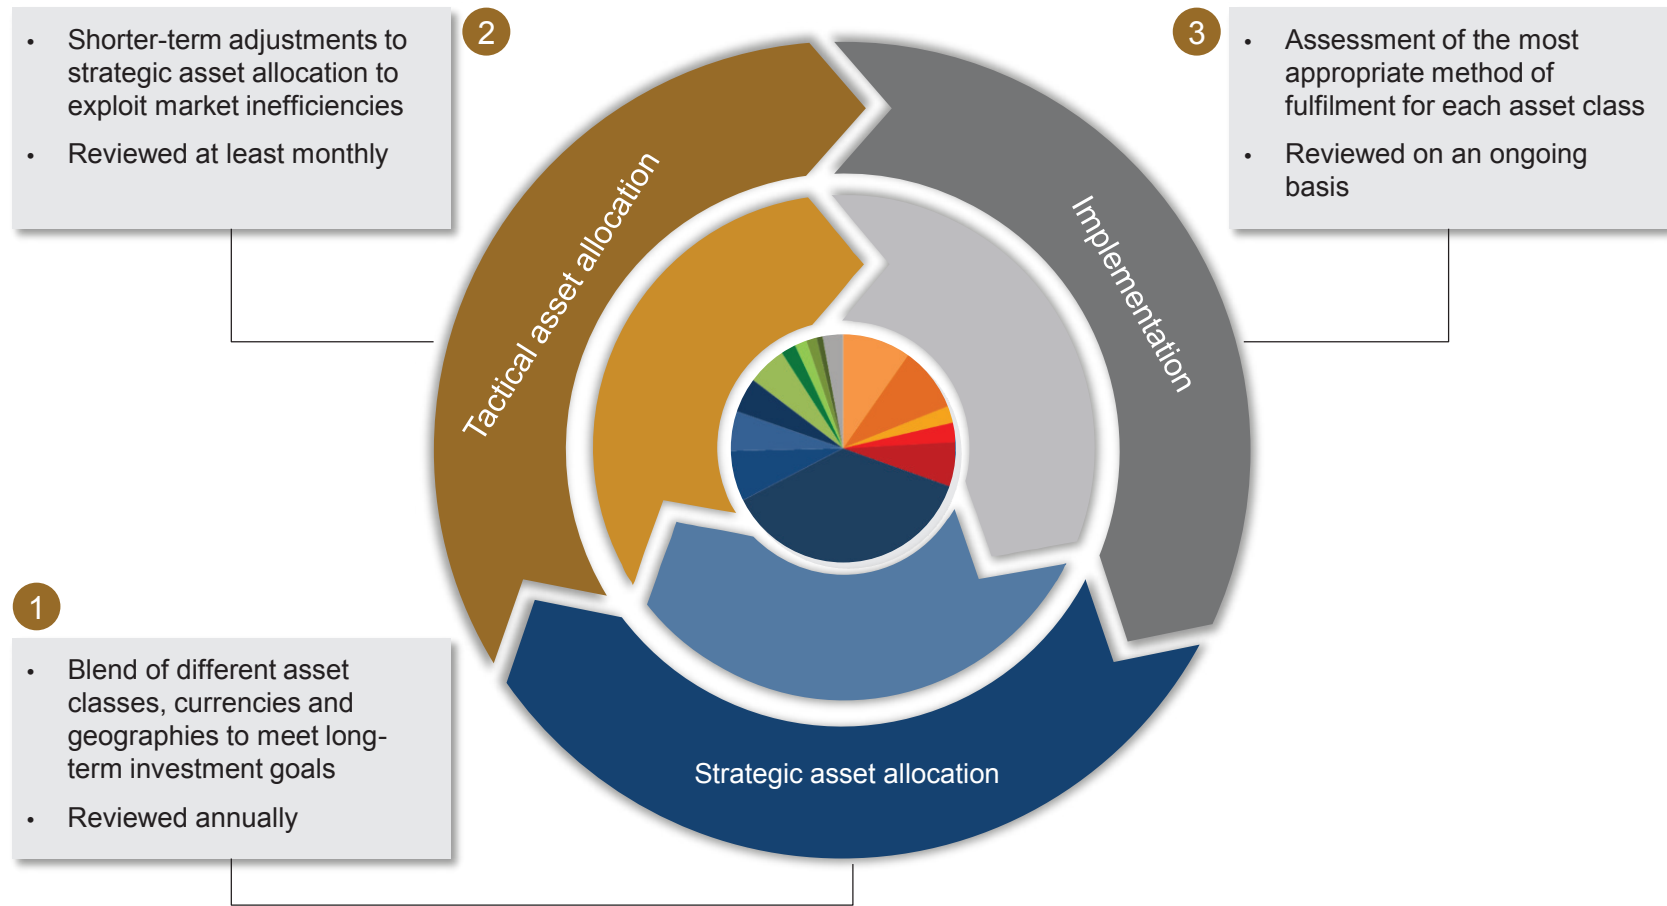 2
• Shorter-term adjustments to
strategic asset allocation to
exploit market inefficiencies
• Reviewed at least monthly
3
• Assessment of the most
appropriate method of
fulfilment for each asset class
• Reviewed on an ongoing
basis
Tactical asset allocation
Implementation
1
• Blend of different asset
classes, currencies and
geographies to meet long-
term investment goals
• Reviewed annually
Strategic asset allocation